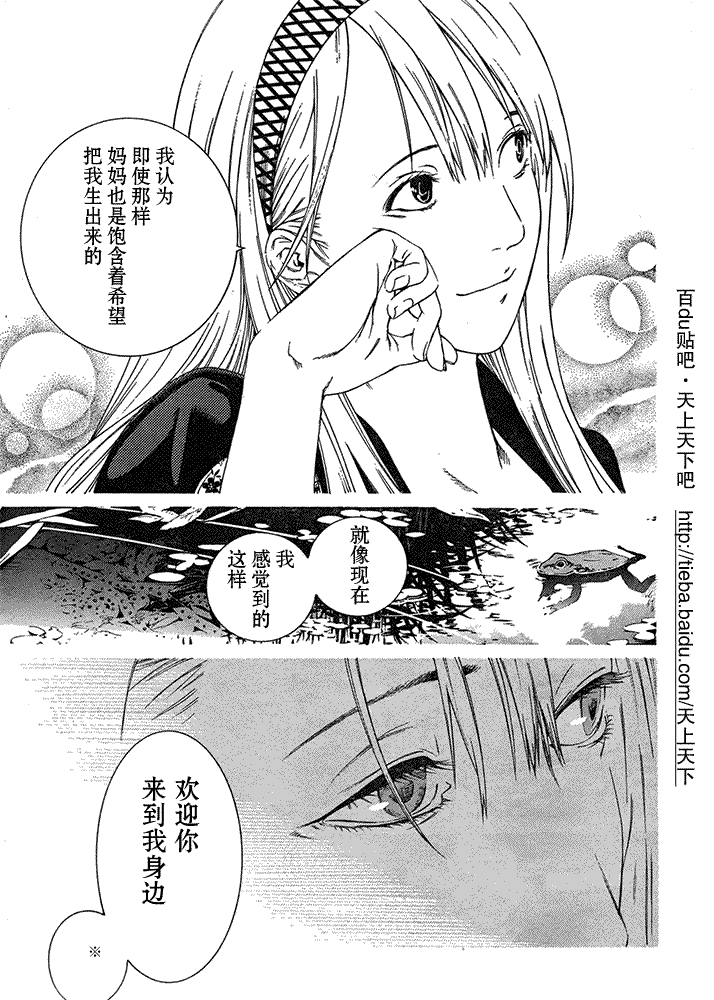 我认为
即使那样
妈妈也是饱含着希望
把我生出来的
就像现在
我
感觉到的
这样
欢迎你
来到我身边
※
百du贴吧·天上天下吧
http://tieba.baidu.com/天上天下